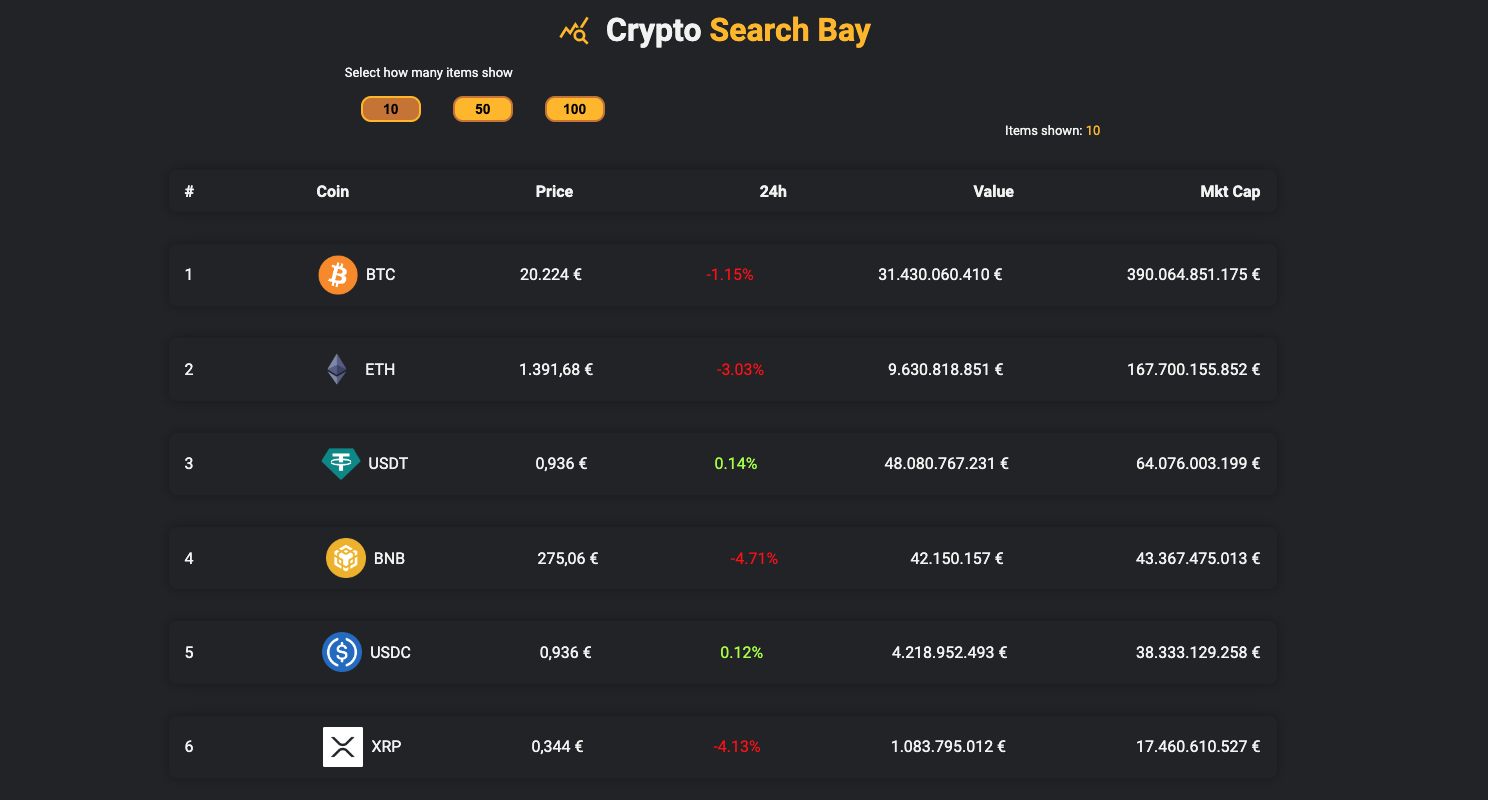 Crypto Search Bay
Select how many items show
10 50 100
Items shown: 10
# Coin Price 24h Value Mkt Cap
1 BTC 20.224 € -1.15% 31.430.060.410 € 390.064.851.175 €
2 ETH 1.391,68 € -3.03% 9.630.818.851 € 167.700.155.852 €
3 USDT 0,936 € 0.14% 48.080.767.231 € 64.076.003.199 €
4 BNB 275,06 € -4.71% 42.150.157 € 43.367.475.013 €
5 USDC 0,936 € 0.12% 4.218.952.493 € 38.333.129.258 €
6 XRP 0,344 € -4.13% 1.083.795.012 € 17.460.610.527 €